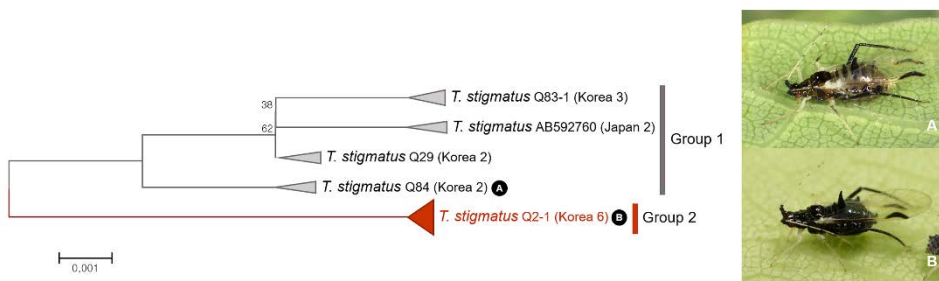 38
T. stigmatus Q83-1 (Korea 3)
62
T. stigmatus AB592760 (Japan 2)
Group 1
T. stigmatus Q29 (Korea 2)
T. stigmatus Q84 (Korea 2) A
T. stigmatus Q2-1 (Korea 6) B
Group 2
0.001
A
B